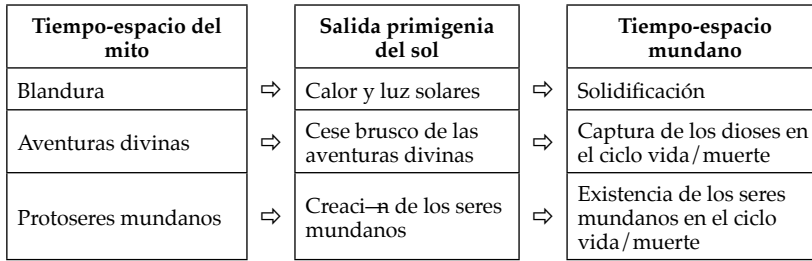 Tiempo-espacio del
mito
Salida primigenia
del sol
Tiempo-espacio
mundano
Blandura
⇨
Calor y luz solares
⇨
Solidificación
Aventuras divinas
⇨
Cese brusco de las
aventuras divinas
⇨
Captura de los dioses en
el ciclo vida/muerte
Protoseres mundanos
⇨
Creaci—n de los seres
mundanos
⇨
Existencia de los seres
mundanos en el ciclo
vida/muerte